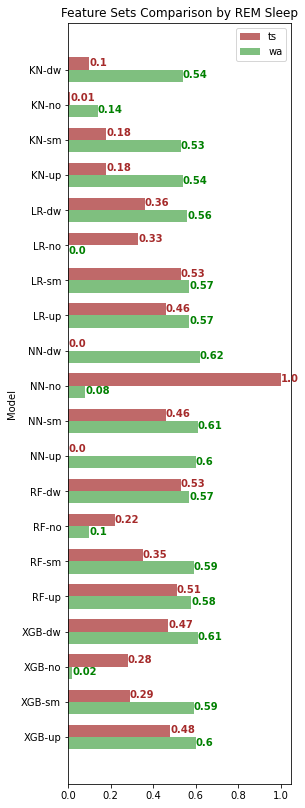 Feature Sets Comparison by REM Sleep
ts
wa
Model
KN-dw 0.1
0.54
KN-no 0.01
0.14
KN-sm 0.18
0.53
KN-up 0.18
0.54
LR-dw 0.36
0.56
LR-no 0.33
0.0
LR-sm 0.53
0.57
LR-up 0.46
0.57
NN-dw 0.0
0.62
NN-no 1.0
0.08
NN-sm 0.46
0.61
NN-up 0.0
0.6
RF-dw 0.53
0.57
RF-no 0.22
0.1
RF-sm 0.35
0.59
RF-up 0.51
0.58
XGB-dw 0.47
0.61
XGB-no 0.28
0.02
XGB-sm 0.29
0.59
XGB-up 0.48
0.6
0.0 0.2 0.4 0.6 0.8 1.0